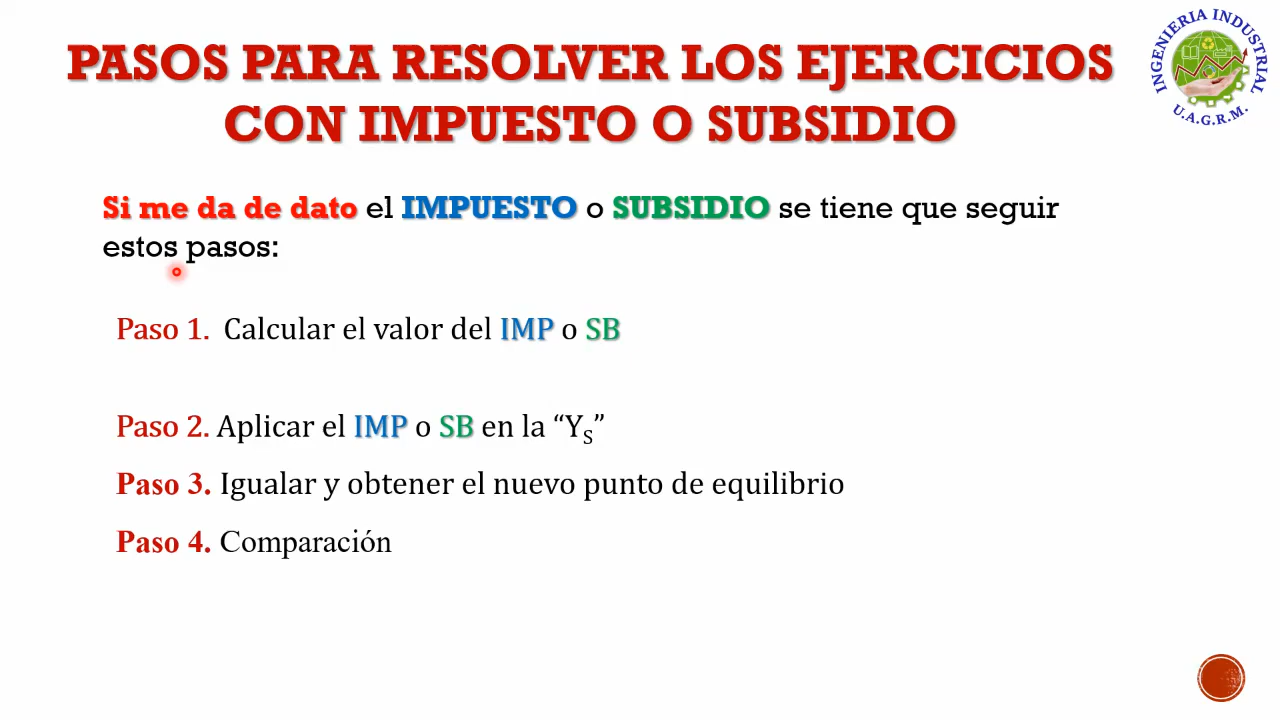 PASOS PARA RESOLVER LOS EJERCICIOS
CON IMPUESTO O SUBSIDIO
INGENIERIA INDUSTRIAL
U.A.G.R.M.
Si me da de dato el IMPUESTO o SUBSIDIO se tiene que seguir
estos pasos:
Paso 1. Calcular el valor del IMP o SB
Paso 2. Aplicar el IMP o SB en la “YS”
Paso 3. Igualar y obtener el nuevo punto de equilibrio
Paso 4. Comparación